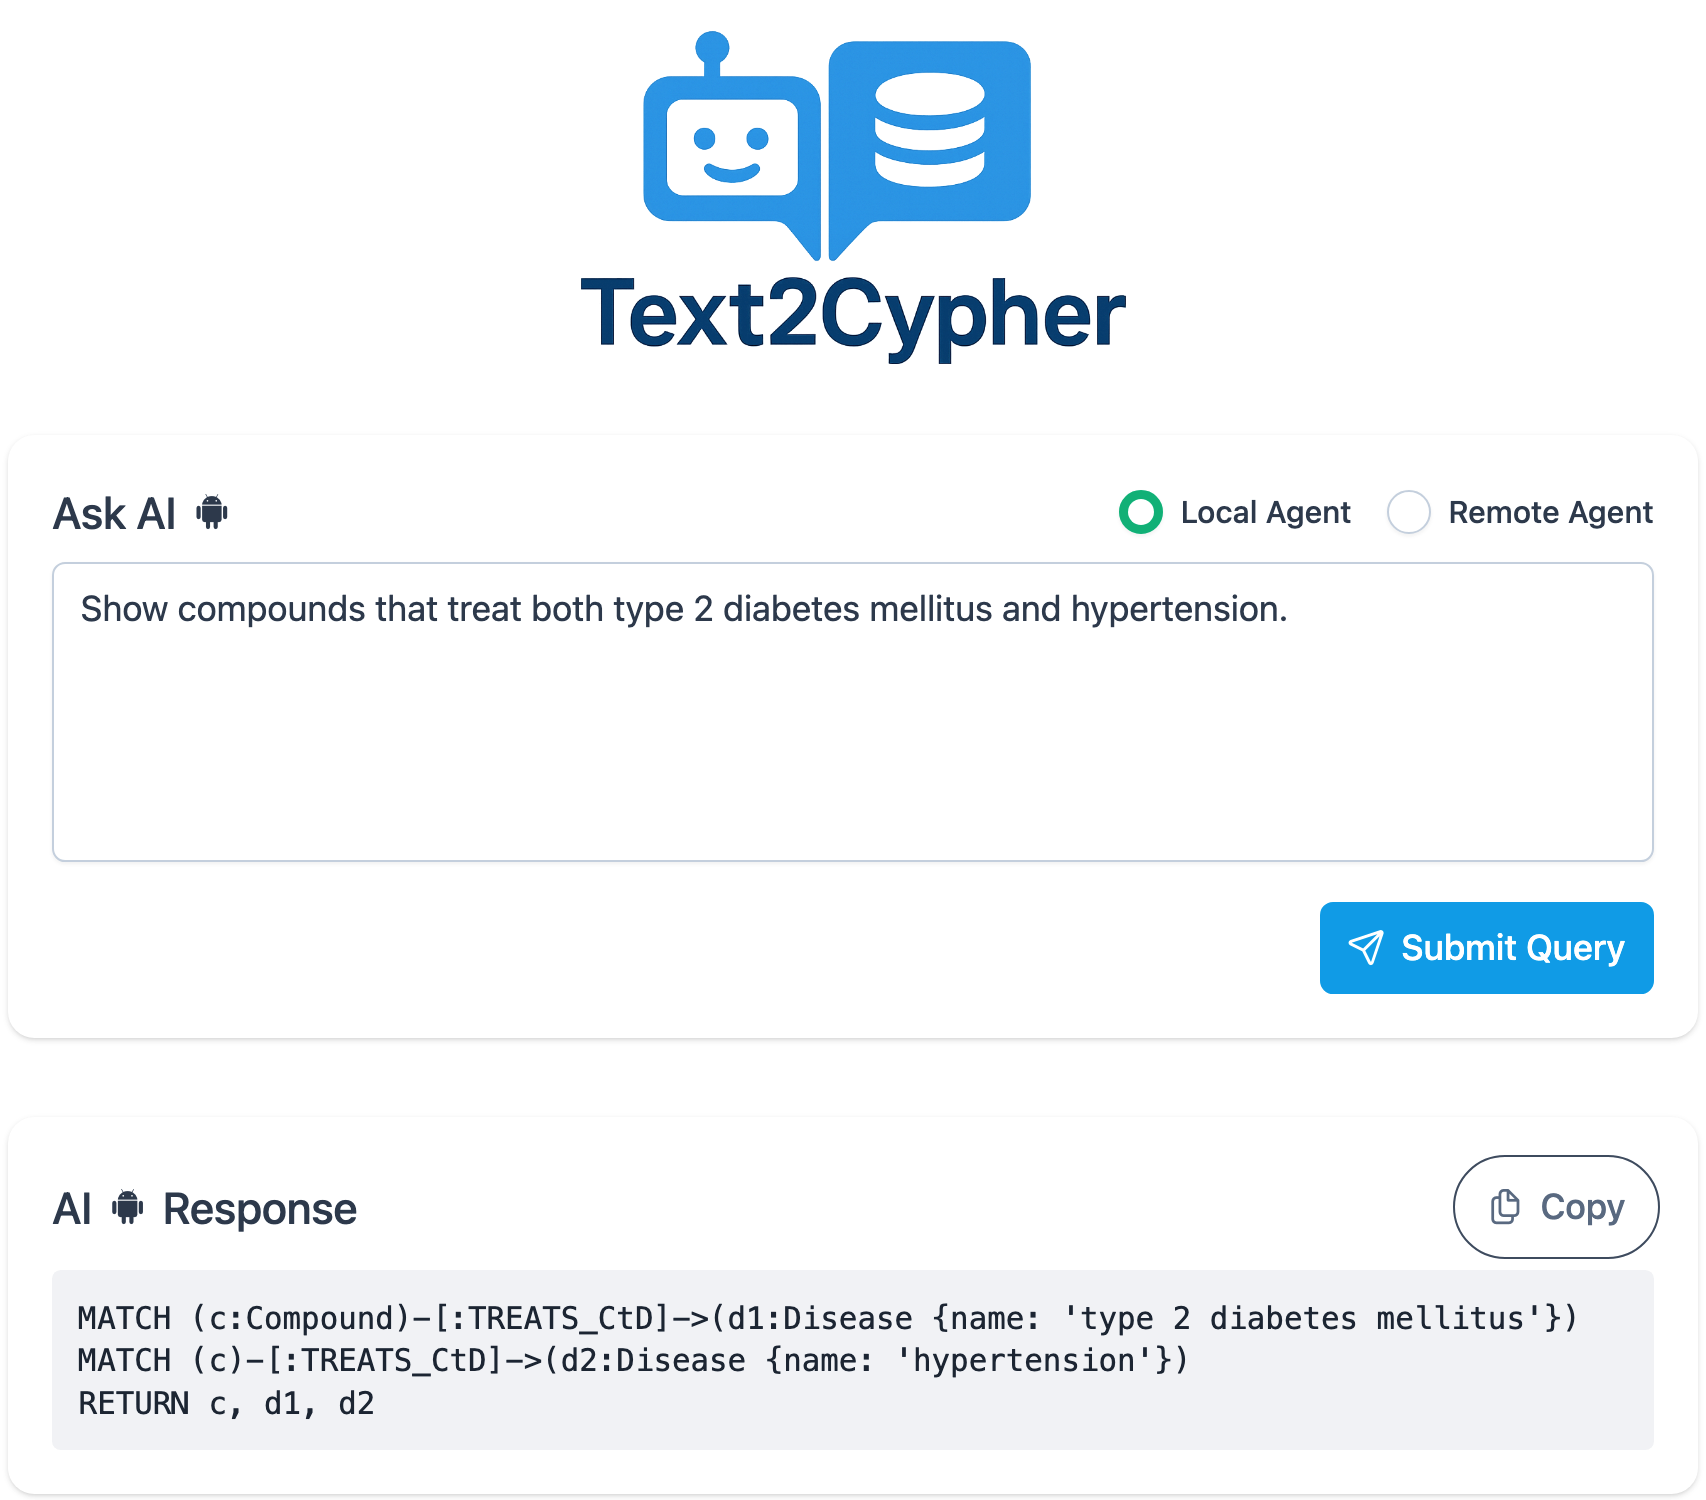 Text2Cypher
Ask AI
Local Agent
Remote Agent
Show compounds that treat both type 2 diabetes mellitus and hypertension.
Submit Query
AI Response
Copy
MATCH (c:Compound)-[:TREATS_CtD]->(d1:Disease {name: 'type 2 diabetes mellitus'})
MATCH (c)-[:TREATS_CtD]->(d2:Disease {name: 'hypertension'})
RETURN c, d1, d2